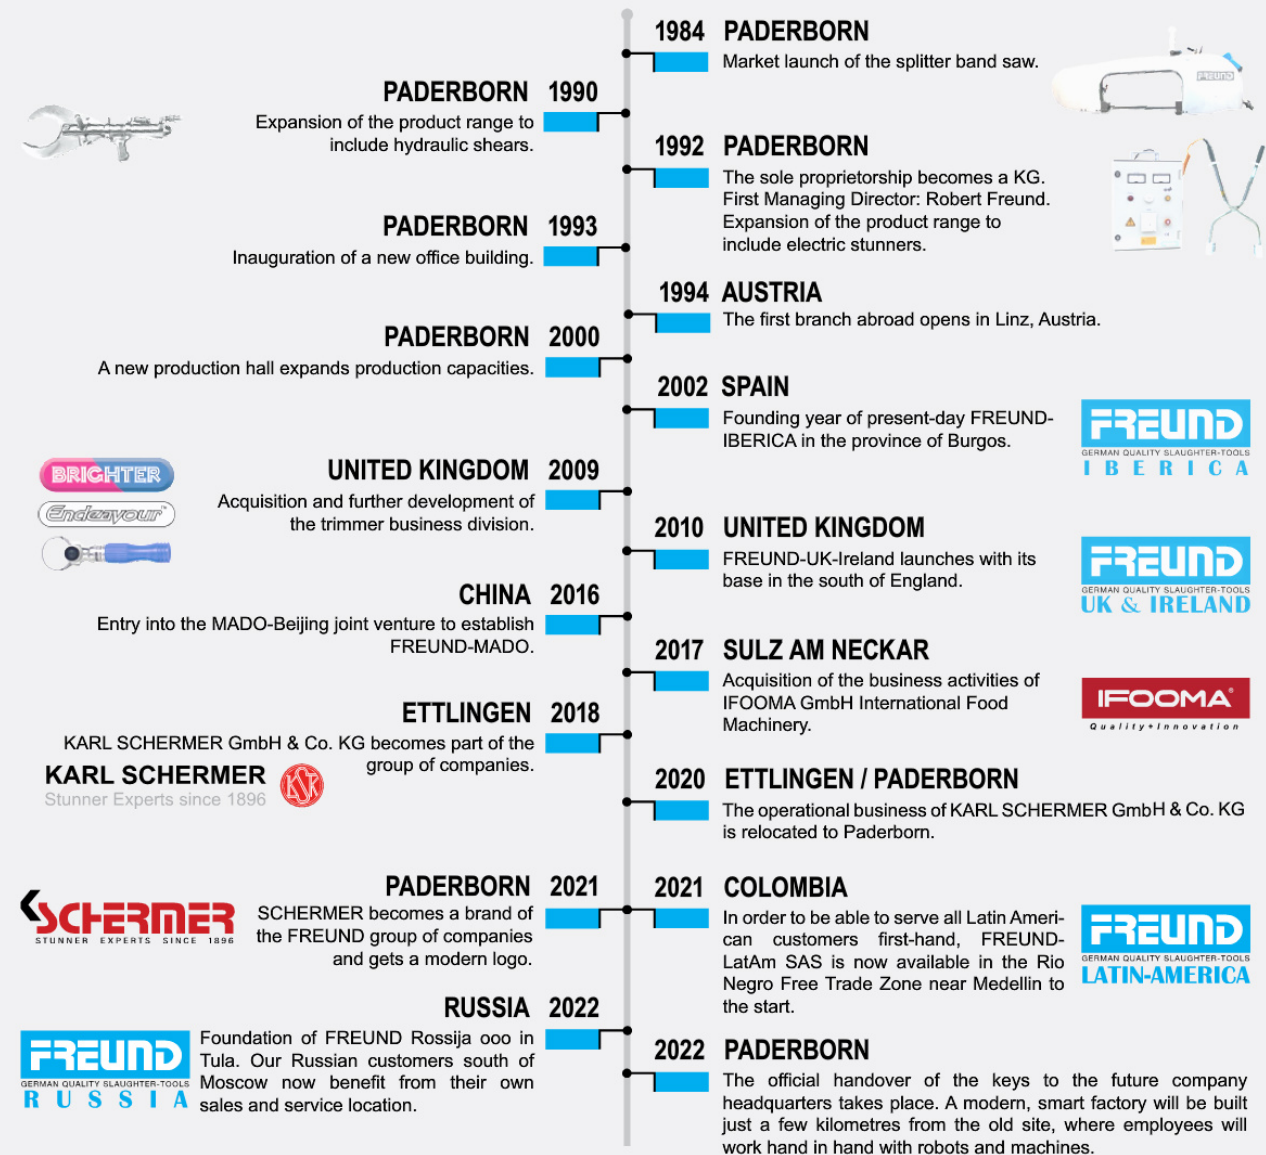 1984 PADERBORN
Market launch of the splitter band saw.
FREUND
PADERBORN 1990
Expansion of the product range to
include hydraulic shears.
1992 PADERBORN
The sole proprietorship becomes a KG.
First Managing Director: Robert Freund.
Expansion of the product range to
include electric stunners.
PADERBORN 1993
Inauguration of a new office building.
1994 AUSTRIA
The first branch abroad opens in Linz, Austria.
PADERBORN 2000
A new production hall expands production capacities.
2002 SPAIN
Founding year of present-day FREUND-
IBERICA in the province of Burgos.
FREUND
GERMAN QUALITY SLAUGHTER-TOOLS
IBERICA
UNITED KINGDOM 2009
Acquisition and further development of
the trimmer business division.
BRIGHTER
Endeavour™
2010 UNITED KINGDOM
FREUND-UK-Ireland launches with its
base in the south of England.
FREUND
GERMAN QUALITY SLAUGHTER-TOOLS
UK & IRELAND
CHINA 2016
Entry into the MADO-Beijing joint venture to establish
FREUND-MADO.
2017 SULZ AM NECKAR
Acquisition of the business activities of
IFOOMA GmbH International Food
Machinery.
IFOOMA®
Quality+Innovation
ETTLINGEN 2018
KARL SCHERMER GmbH & Co. KG becomes part of the
group of companies.
KARL SCHERMER
Stunner Experts since 1896
KSK
2020 ETTLINGEN / PADERBORN
The operational business of KARL SCHERMER GmbH & Co. KG
is relocated to Paderborn.
PADERBORN 2021
SCHERMER becomes a brand of
the FREUND group of companies
and gets a modern logo.
SCHERMER
STUNNER EXPERTS SINCE 1896
2021 COLOMBIA
In order to be able to serve all Latin Ameri-
can customers first-hand, FREUND-
LatAm SAS is now available in the Rio
Negro Free Trade Zone near Medellin to
the start.
FREUND
GERMAN QUALITY SLAUGHTER-TOOLS
LATIN-AMERICA
RUSSIA 2022
Foundation of FREUND Rossija ooo in
Tula. Our Russian customers south of
Moscow now benefit from their own
sales and service location.
FREUND
GERMAN QUALITY SLAUGHTER-TOOLS
RUSSIA
2022 PADERBORN
The official handover of the keys to the future company
headquarters takes place. A modern, smart factory will be built
just a few kilometres from the old site, where employees will
work hand in hand with robots and machines.